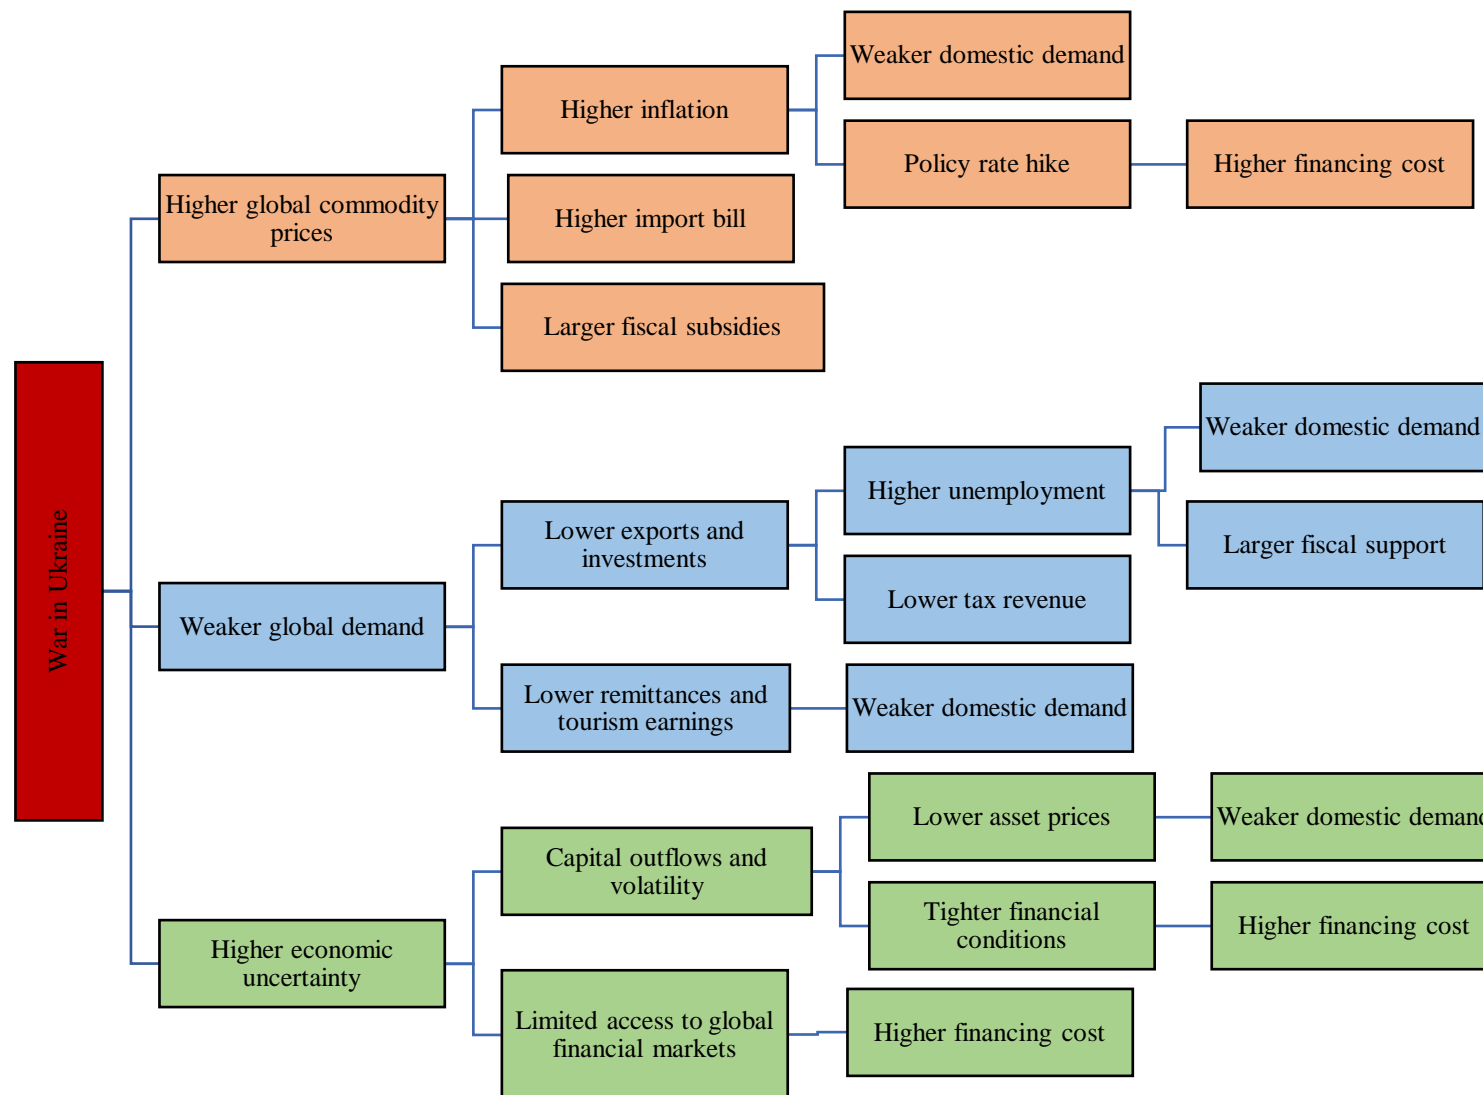 War in Ukraine
Higher global commodity
prices
Higher inflation
Weaker domestic demand
Policy rate hike
Higher financing cost
Higher import bill
Larger fiscal subsidies
Weaker global demand
Lower exports and
investments
Higher unemployment
Weaker domestic demand
Larger fiscal support
Lower tax revenue
Lower remittances and
tourism earnings
Weaker domestic demand
Higher economic
uncertainty
Capital outflows and
volatility
Lower asset prices
Weaker domestic demand
Tighter financial
conditions
Higher financing cost
Limited access to global
financial markets
Higher financing cost